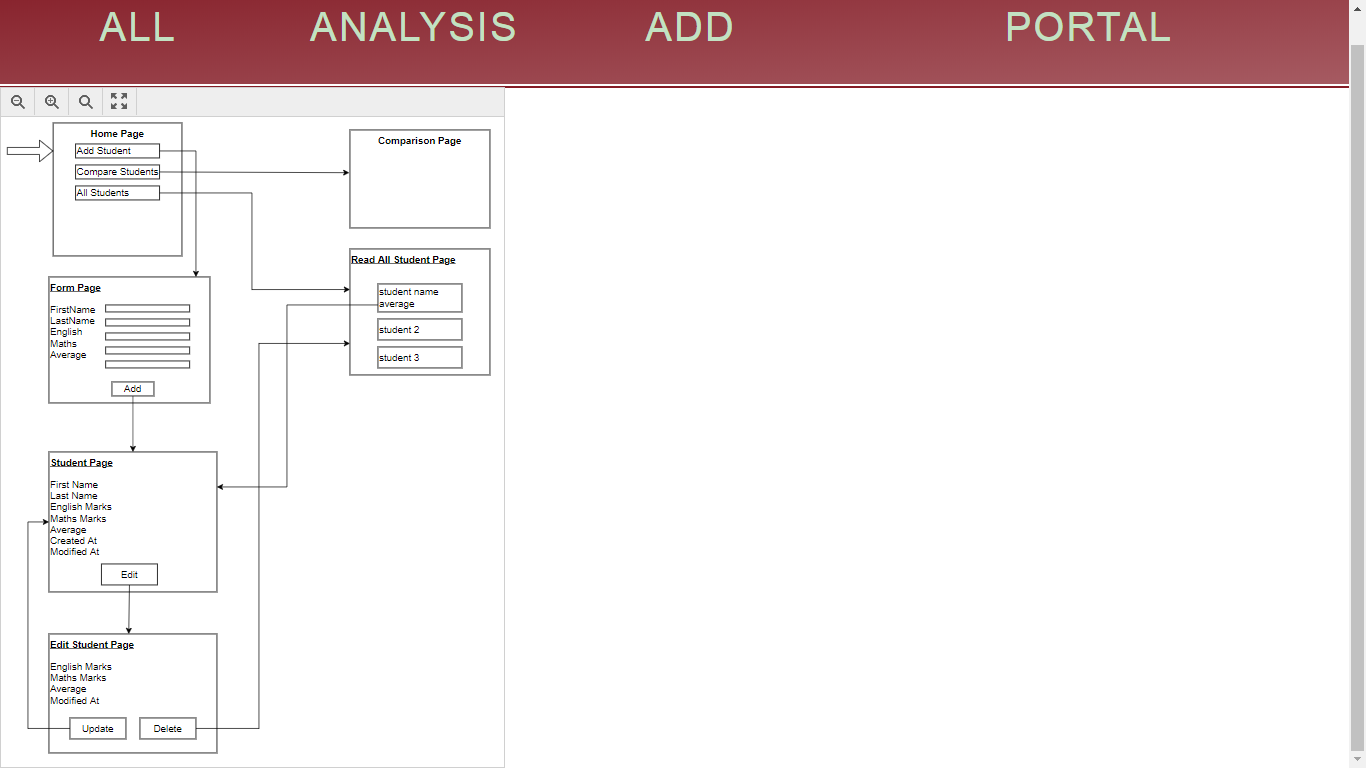 ALL ANALYSIS ADD PORTAL
Home Page
Add Student
Compare Students
All Students
Comparison Page
Read All Student Page
student name
average
student 2
student 3
Form Page
FirstName
LastName
English
Maths
Average
Add
Student Page
First Name
Last Name
English Marks
Maths Marks
Average
Created At
Modified At
Edit
Edit Student Page
English Marks
Maths Marks
Average
Modified At
Update
Delete